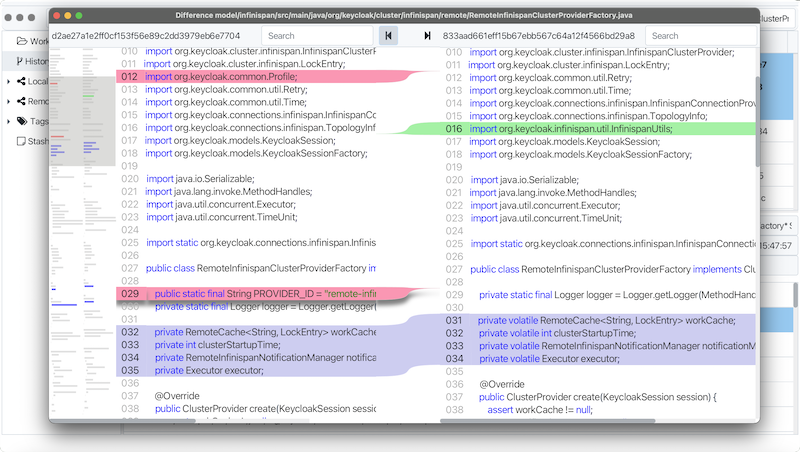 Difference model/infinispan/src/main/java/org/keycloak/cluster/infinispan/remote/RemoteInfinispanClusterProviderFactory.java
d2ae27a1e2ff0cf153f56e89c2dd3979eb6e7704
Search
833aad661eff15b67ebb567c64a12f4566bd29a8
Search
Histor
Local
Remo
Tags
Stash
010 import org.keycloak.cluster.infinispan.InfinispanClusterP
011 import org.keycloak.cluster.infinispan.LockEntry;
012 import org.keycloak.common.Profile;
013 import org.keycloak.common.util.Retry;
014 import org.keycloak.common.util.Time;
015 import org.keycloak.connections.infinispan.InfinispanCo
016 import org.keycloak.connections.infinispan.TopologyInf
017 import org.keycloak.models.KeycloakSession;
018 import org.keycloak.models.KeycloakSessionFactory;
019
020 import java.io.Serializable;
021 import java.lang.invoke.MethodHandles;
022 import java.util.concurrent.Executor;
023 import java.util.concurrent.TimeUnit;
024
025 import static org.keycloak.connections.infinispan.Infinis
026
027 public class RemoteInfinispanClusterProviderFactory im
028
029 public static final String PROVIDER_ID = "remote-infi
030 private static final Logger logger = Logger.getLogger(
031
032 private RemoteCache<String, LockEntry> workCache
033 private int clusterStartupTime;
034 private RemoteInfinispanNotificationManager notifica
035 private Executor executor;
036
037 @Override
038 public ClusterProvider create(KeycloakSession sessio
010 import org.keycloak.cluster.infinispan.InfinispanClusterProvider;
011 import org.keycloak.cluster.infinispan.LockEntry;
012 import org.keycloak.common.util.Retry;
013 import org.keycloak.common.util.Time;
014 import org.keycloak.connections.infinispan.InfinispanConnectionPro
015 import org.keycloak.connections.infinispan.TopologyInfo;
016 import org.keycloak.infinispan.util.InfinispanUtils;
017 import org.keycloak.models.KeycloakSession;
018 import org.keycloak.models.KeycloakSessionFactory;
019
020 import java.io.Serializable;
021 import java.lang.invoke.MethodHandles;
022 import java.util.concurrent.Executor;
023 import java.util.concurrent.TimeUnit;
024
025 import static org.keycloak.connections.infinispan.InfinispanConnec
026
027 public class RemoteInfinispanClusterProviderFactory implements Clu
028
029 private static final Logger logger = Logger.getLogger(MethodHand
030
031 private volatile RemoteCache<String, LockEntry> workCache;
032 private volatile int clusterStartupTime;
033 private volatile RemoteInfinispanNotificationManager notificationM
034 private volatile Executor executor;
035
036 @Override
037 public ClusterProvider create(KeycloakSession session) {
038 assert workCache != null;
15:47:57